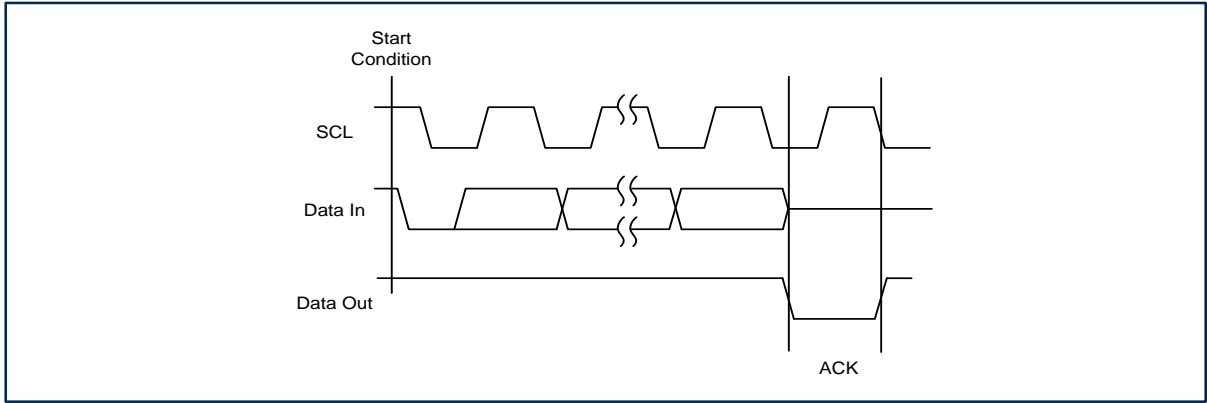 Start
Condition
SCL
Data In
Data Out
ACK